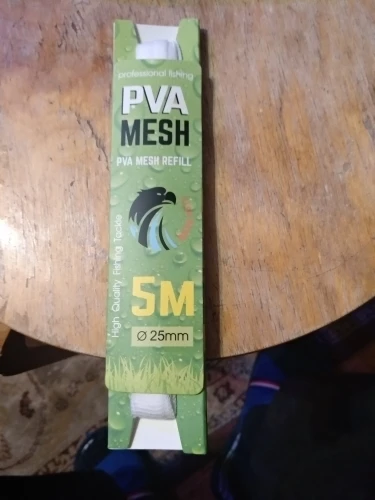 professional fishing
PVA
MESH
PVA MESH REFILL
High Quality Fishing Tackle
5M
Ø 25mm